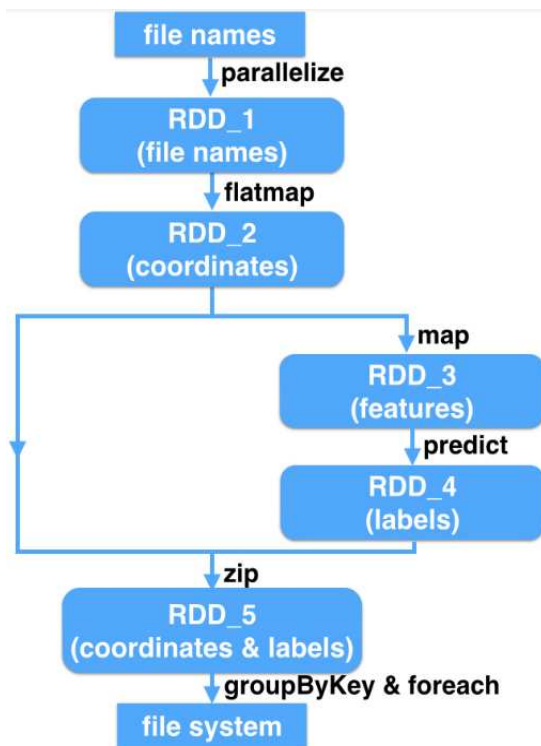 file names
parallelize
RDD_1
(file names)
flatmap
RDD_2
(coordinates)
map
RDD_3
(features)
predict
RDD_4
(labels)
zip
RDD_5
(coordinates & labels)
groupByKey & foreach
file system